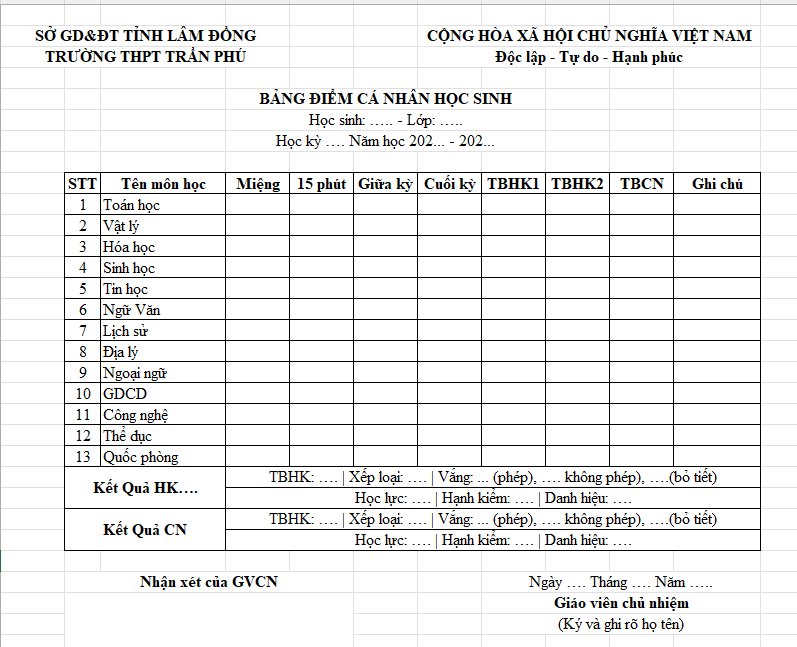 SỞ GD&ĐT TỈNH LÂM ĐỒNG CỘNG HÒA XÃ HỘI CHỦ NGHĨA VIỆT NAM
TRƯỜNG THPT TRẦN PHÚ Độc lập - Tự do - Hạnh phúc
BẢNG ĐIỂM CÁ NHÂN HỌC SINH
Học sinh: ….. - Lớp: …..
Học kỳ …. Năm học 202... - 202...
STT Tên môn học Miệng 15 phút Giữa kỳ Cuối kỳ TBHK1 TBHK2 TBCN Ghi chú
1 Toán học
2 Vật lý
3 Hóa học
4 Sinh học
5 Tin học
6 Ngữ Văn
7 Lịch sử
8 Địa lý
9 Ngoại ngữ
10 GDCD
11 Công nghệ
12 Thể dục
13 Quốc phòng
Kết Quả HK….
TBHK: …. | Xếp loại: …. | Vắng: ... (phép), …. không phép), ….(bỏ tiết)
Học lực: …. | Hạnh kiểm: …. | Danh hiệu: ….
Kết Quả CN
TBHK: …. | Xếp loại: …. | Vắng: ... (phép), …. không phép), ….(bỏ tiết)
Học lực: …. | Hạnh kiểm: …. | Danh hiệu: ….
Nhận xét của GVCN Ngày …. Tháng …. Năm …..
Giáo viên chủ nhiệm
(Ký và ghi rõ họ tên)